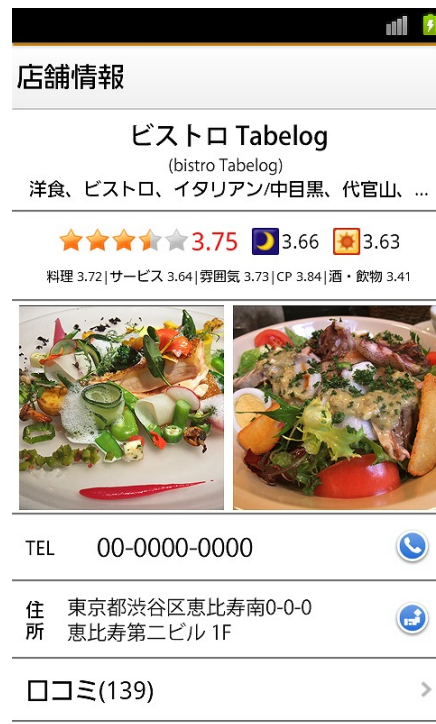 店舗情報
ビストロ Tabelog
(bistro Tabelog)
洋食、ビストロ、イタリアン/中目黒、代官山、...
3.75 3.66 3.63
料理 3.72|サービス 3.64|雰囲気 3.73|CP 3.84|酒・飲物 3.41
TEL 00-0000-0000
住所 東京都渋谷区恵比寿南0-0-0
恵比寿第二ビル 1F
口コミ(139)